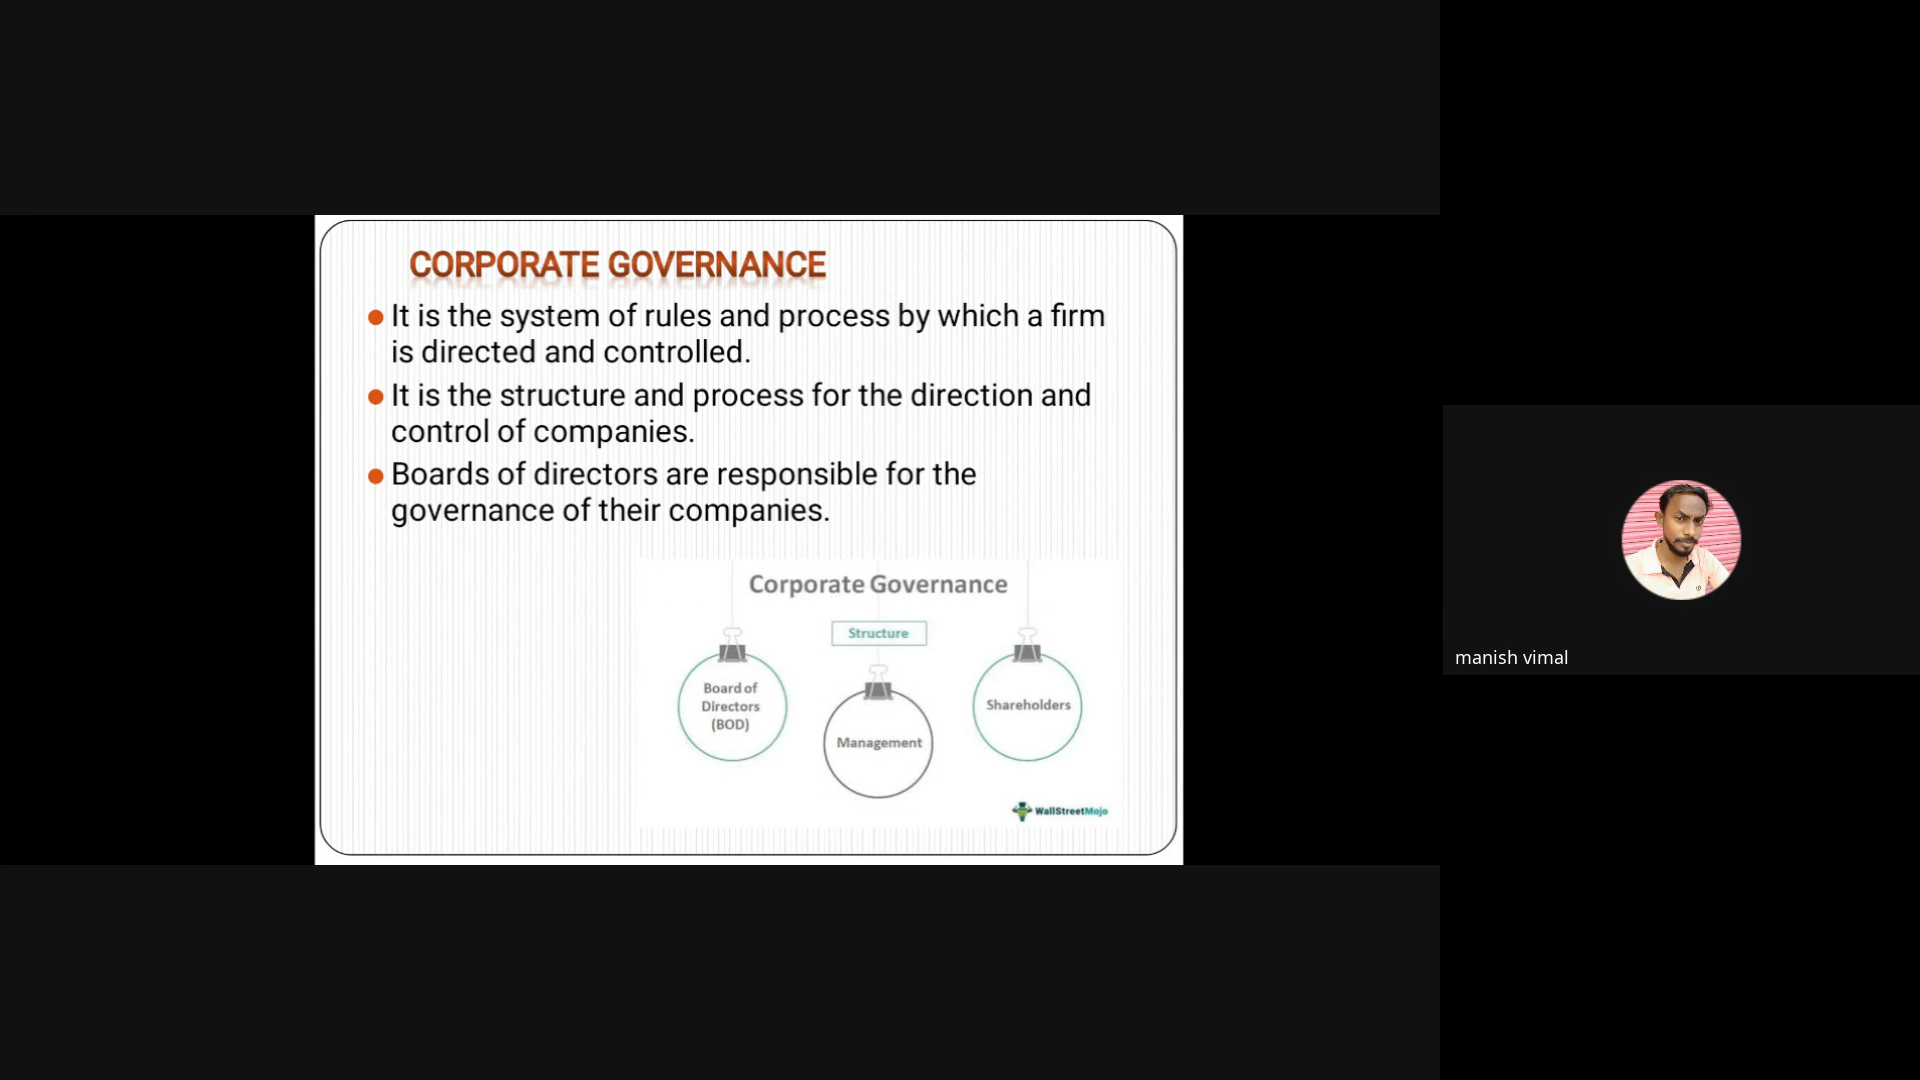 CORPORATE GOVERNANCE
It is the system of rules and process by which a firm
is directed and controlled.
It is the structure and process for the direction and
control of companies.
Boards of directors are responsible for the
governance of their companies.
Corporate Governance
Structure
Board of
Directors
(BOD)
Management
Shareholders
WallStreetMojo
manish vimal